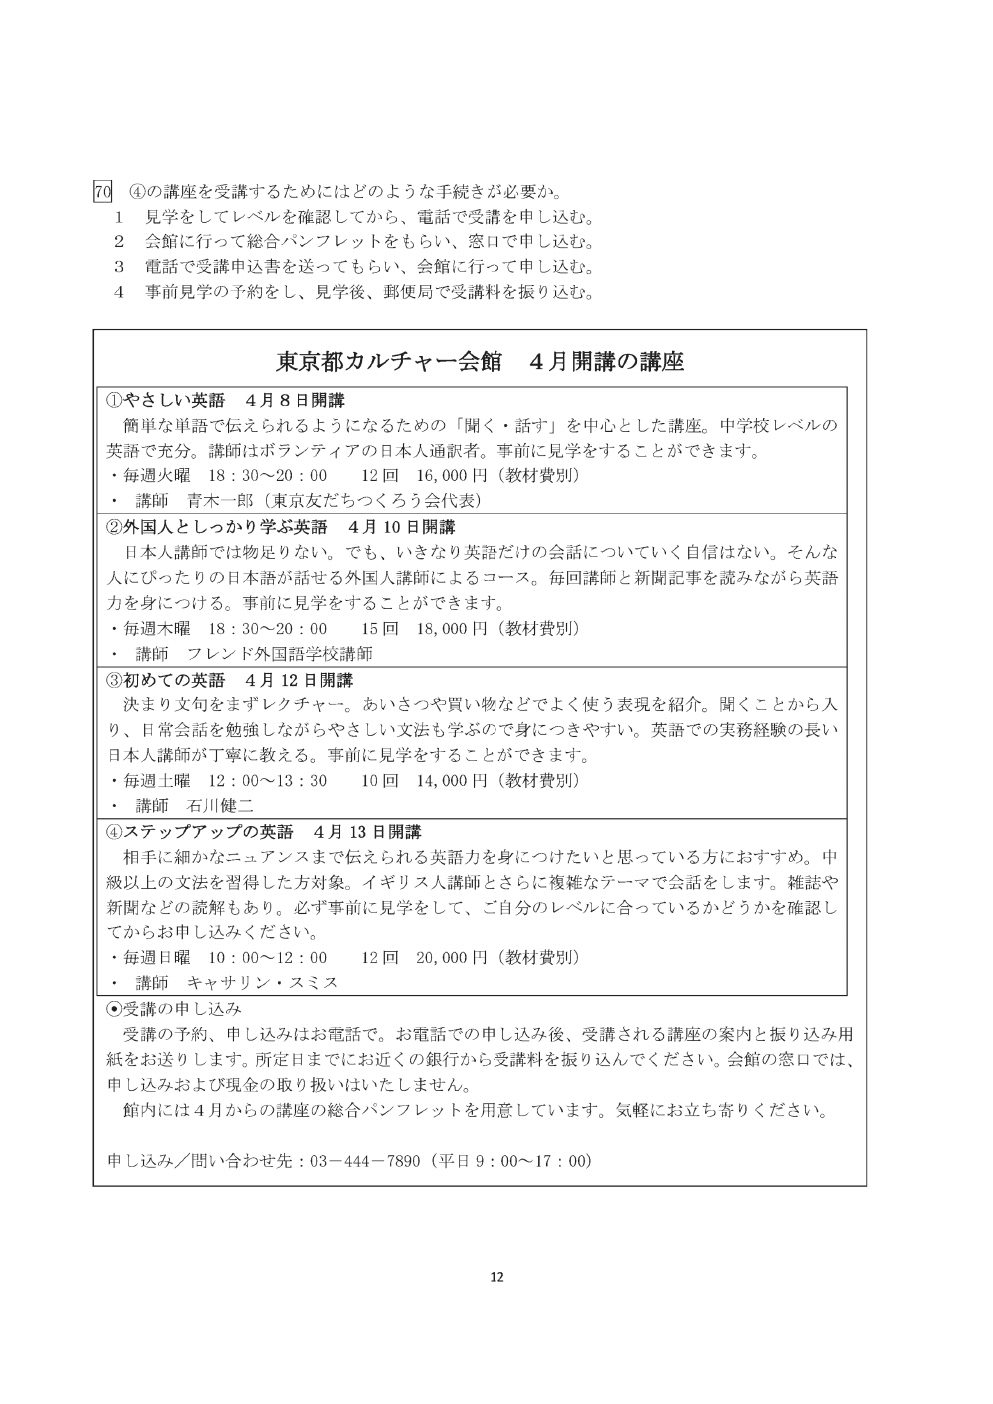 70 ④の講座を受講するためにはどのような手続きが必要か。
1 見学をしてレベルを確認してから、電話で受講を申し込む。
2 会館に行って総合パンフレットをもらい、窓口で申し込む。
3 電話で受講申込書を送ってもらい、会館に行って申し込む。
4 事前見学の予約をし、見学後、郵便局で受講料を振り込む。
東京都カルチャー会館 4月開講の講座
①やさしい英語 4月8日開講
簡単な単語で伝えられるようになるための「聞く・話す」を中心とした講座。中学校レベルの
英語で充分。講師はボランティアの日本人通訳者。事前に見学をすることができます。
・毎週火曜 18：30～20：00 12回 16,000円（教材費別）
・ 講師 青木一郎（東京友だちつくろう会代表）
②外国人としっかり学ぶ英語 4月10日開講
日本人講師では物足りない。でも、いきなり英語だけの会話についていく自信はない。そんな
人にぴったりの日本語が話せる外国人講師によるコース。毎回講師と新聞記事を読みながら英語
力を身につける。事前に見学をすることができます。
・毎週木曜 18：30～20：00 15回 18,000円（教材費別）
・ 講師 フレンド外国語学校講師
③初めての英語 4月12日開講
決まり文句をまずレクチャー。あいさつや買い物などでよく使う表現を紹介。聞くことから入
り、日常会話を勉強しながらやさしい文法も学ぶので身につきやすい。英語での実務経験の長い
日本人講師が丁寧に教える。事前に見学をすることができます。
・毎週土曜 12：00～13：30 10回 14,000円（教材費別）
・ 講師 石川健二
④ステップアップの英語 4月13日開講
相手に細かなニュアンスまで伝えられる英語力を身につけたいと思っている方におすすめ。中
級以上の文法を習得した方対象。イギリス人講師とさらに複雑なテーマで会話をします。雑誌や
新聞などの読解もあり。必ず事前に見学をして、ご自分のレベルに合っているかどうかを確認し
てからお申し込みください。
・毎週日曜 10：00～12：00 12回 20,000円（教材費別）
・ 講師 キャサリン・スミス
⦿受講の申し込み
受講の予約、申し込みはお電話で。お電話での申し込み後、受講される講座の案内と振り込み用
紙をお送りします。所定日までにお近くの銀行から受講料を振り込んでください。会館の窓口では、
申し込みおよび現金の取り扱いはいたしません。
館内には4月からの講座の総合パンフレットを用意しています。気軽にお立ち寄りください。
申し込み／問い合わせ先：03－444－7890（平日9：00～17：00）
12